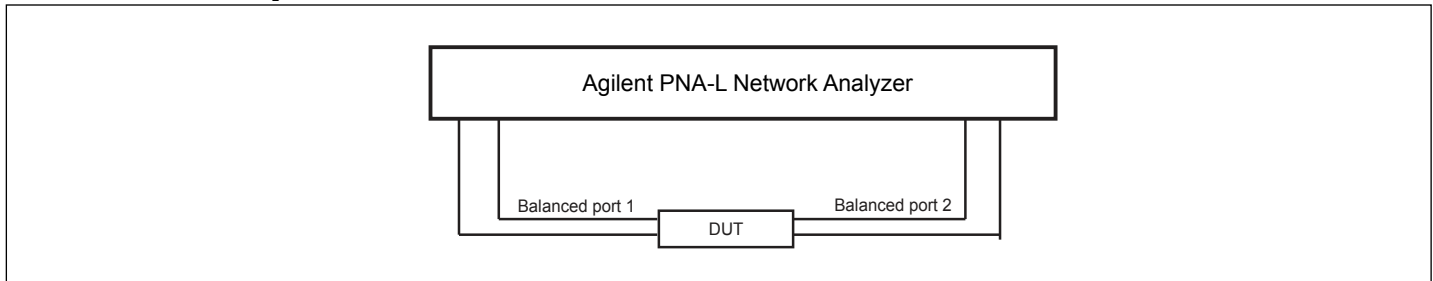 Agilent PNA-L Network Analyzer
Balanced port 1
Balanced port 2
DUT